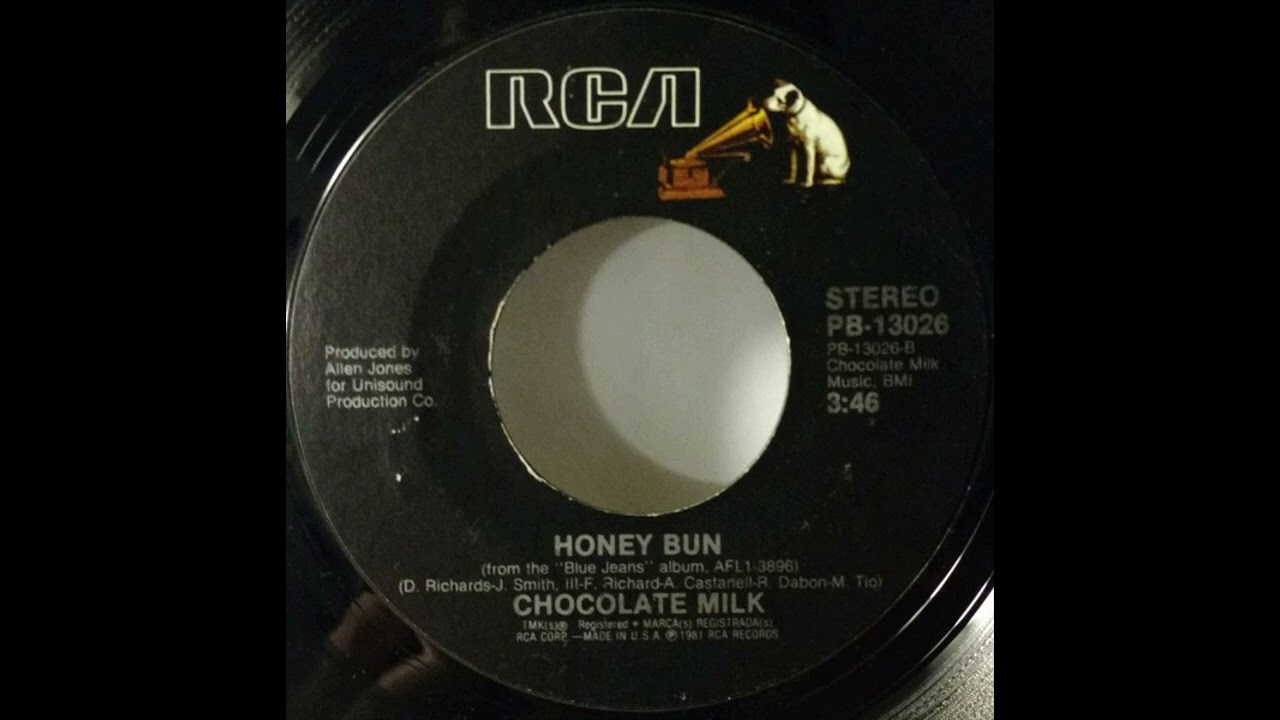 RCA
STEREO
PB-13026
PB-13026-B
Chocolate Milk
Music, BMI
3:46
Produced by
Allen Jones
for Unisound
Production Co.
HONEY BUN
(from the "Blue Jeans" album, AFL1-3896)
(D. Richards-J. Smith, III-F. Richard-A. Castanell-R. Dabon-M. Tio)
CHOCOLATE MILK
TMK(s)® Registered • MARCA(s) REGISTRADA(s)
RCA CORP.—MADE IN U.S.A. ℗ 1981 RCA RECORDS